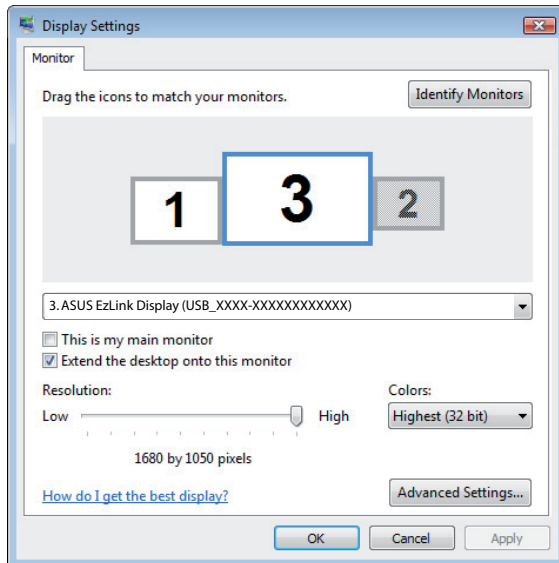 Display Settings
Monitor
Drag the icons to match your monitors.
Identify Monitors
1
3
2
3. ASUS EzLink Display (USB_XXXX-XXXXXXXXXXXX)
This is my main monitor
Extend the desktop onto this monitor
Resolution:
Colors:
Low
High
Highest (32 bit)
1680 by 1050 pixels
How do I get the best display?
Advanced Settings...
OK
Cancel
Apply